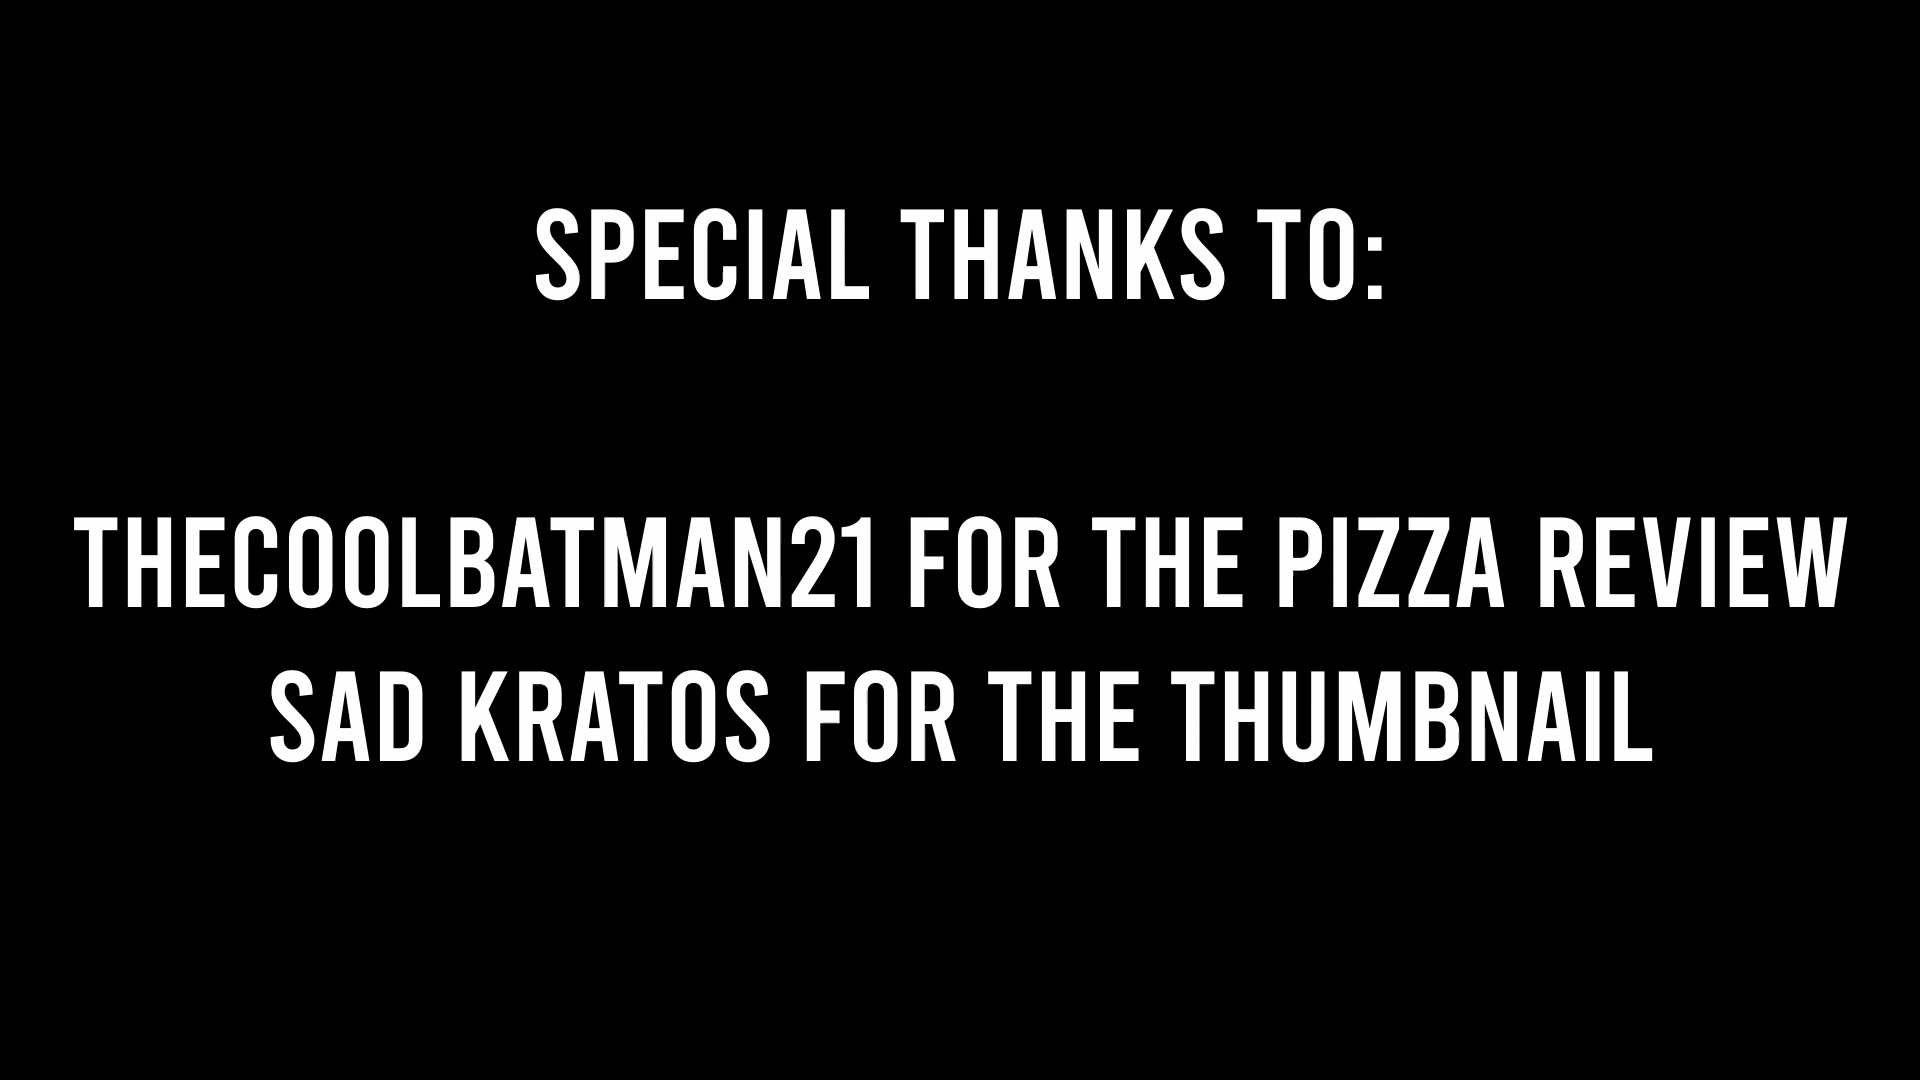 SPECIAL THANKS TO:
THECOOLBATMAN21 FOR THE PIZZA REVIEW
SAD KRATOS FOR THE THUMBNAIL